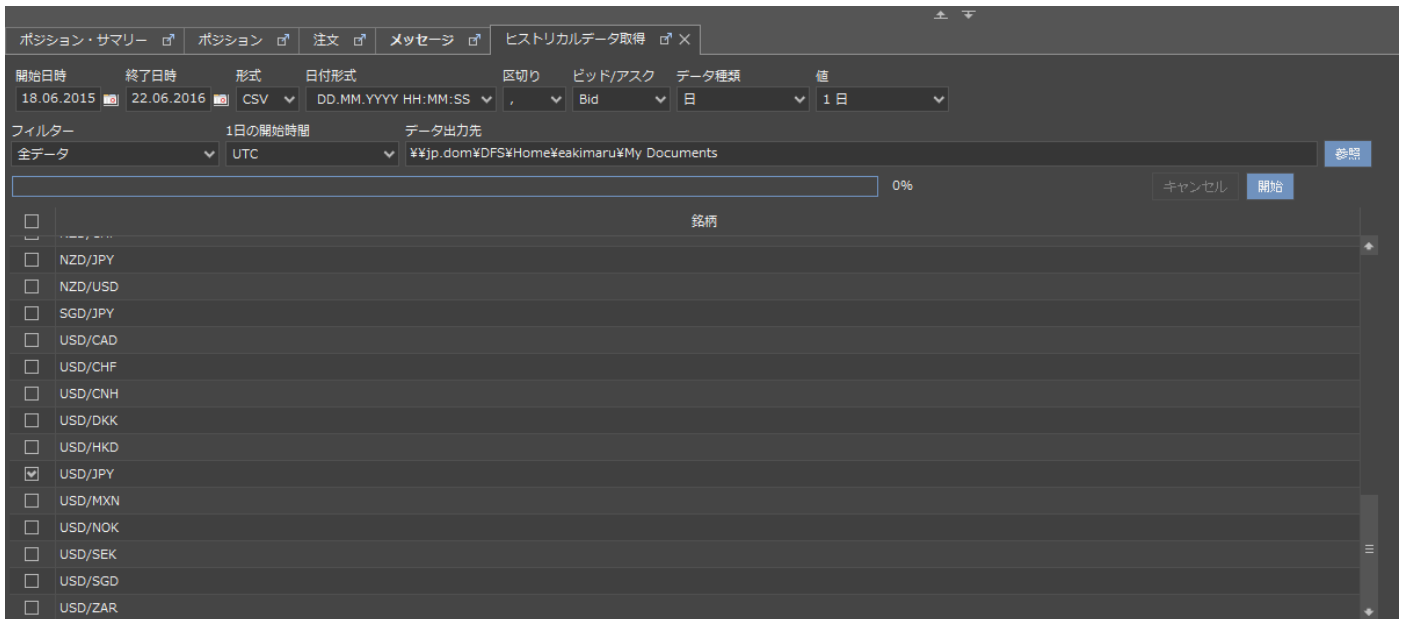 ポジション・サマリー ポジション 注文 メッセージ ヒストリカルデータ取得
開始日時 終了日時 形式 日付形式 区切り ビッド/アスク データ種類 値
18.06.2015 22.06.2016 CSV DD.MM.YYYY HH:MM:SS , Bid 日 1 日
フィルター 1日の開始時間 データ出力先
全データ UTC ¥¥jp.dom¥DFS¥Home¥eakimaru¥My Documents 参照
0% キャンセル 開始
銘柄
NZD/JPY
NZD/USD
SGD/JPY
USD/CAD
USD/CHF
USD/CNH
USD/DKK
USD/HKD
USD/JPY
USD/MXN
USD/NOK
USD/SEK
USD/SGD
USD/ZAR